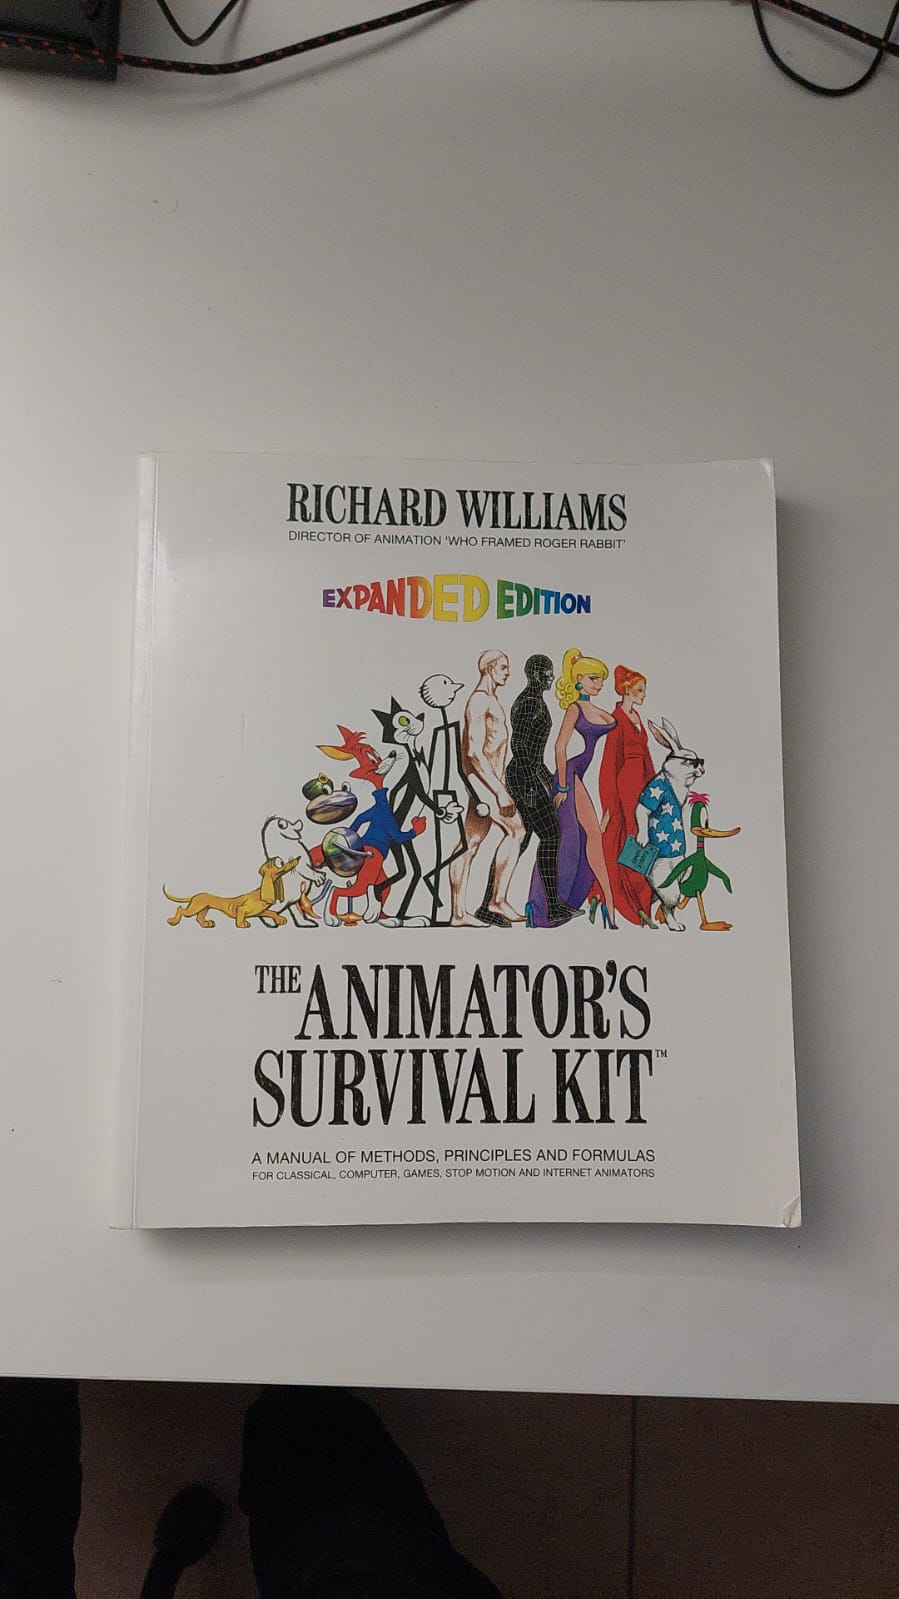 RICHARD WILLIAMS
DIRECTOR OF ANIMATION 'WHO FRAMED ROGER RABBIT'
EXPANDED EDITION
THE ANIMATOR'S
SURVIVAL KIT™
A MANUAL OF METHODS, PRINCIPLES AND FORMULAS
FOR CLASSICAL, COMPUTER, GAMES, STOP MOTION AND INTERNET ANIMATORS